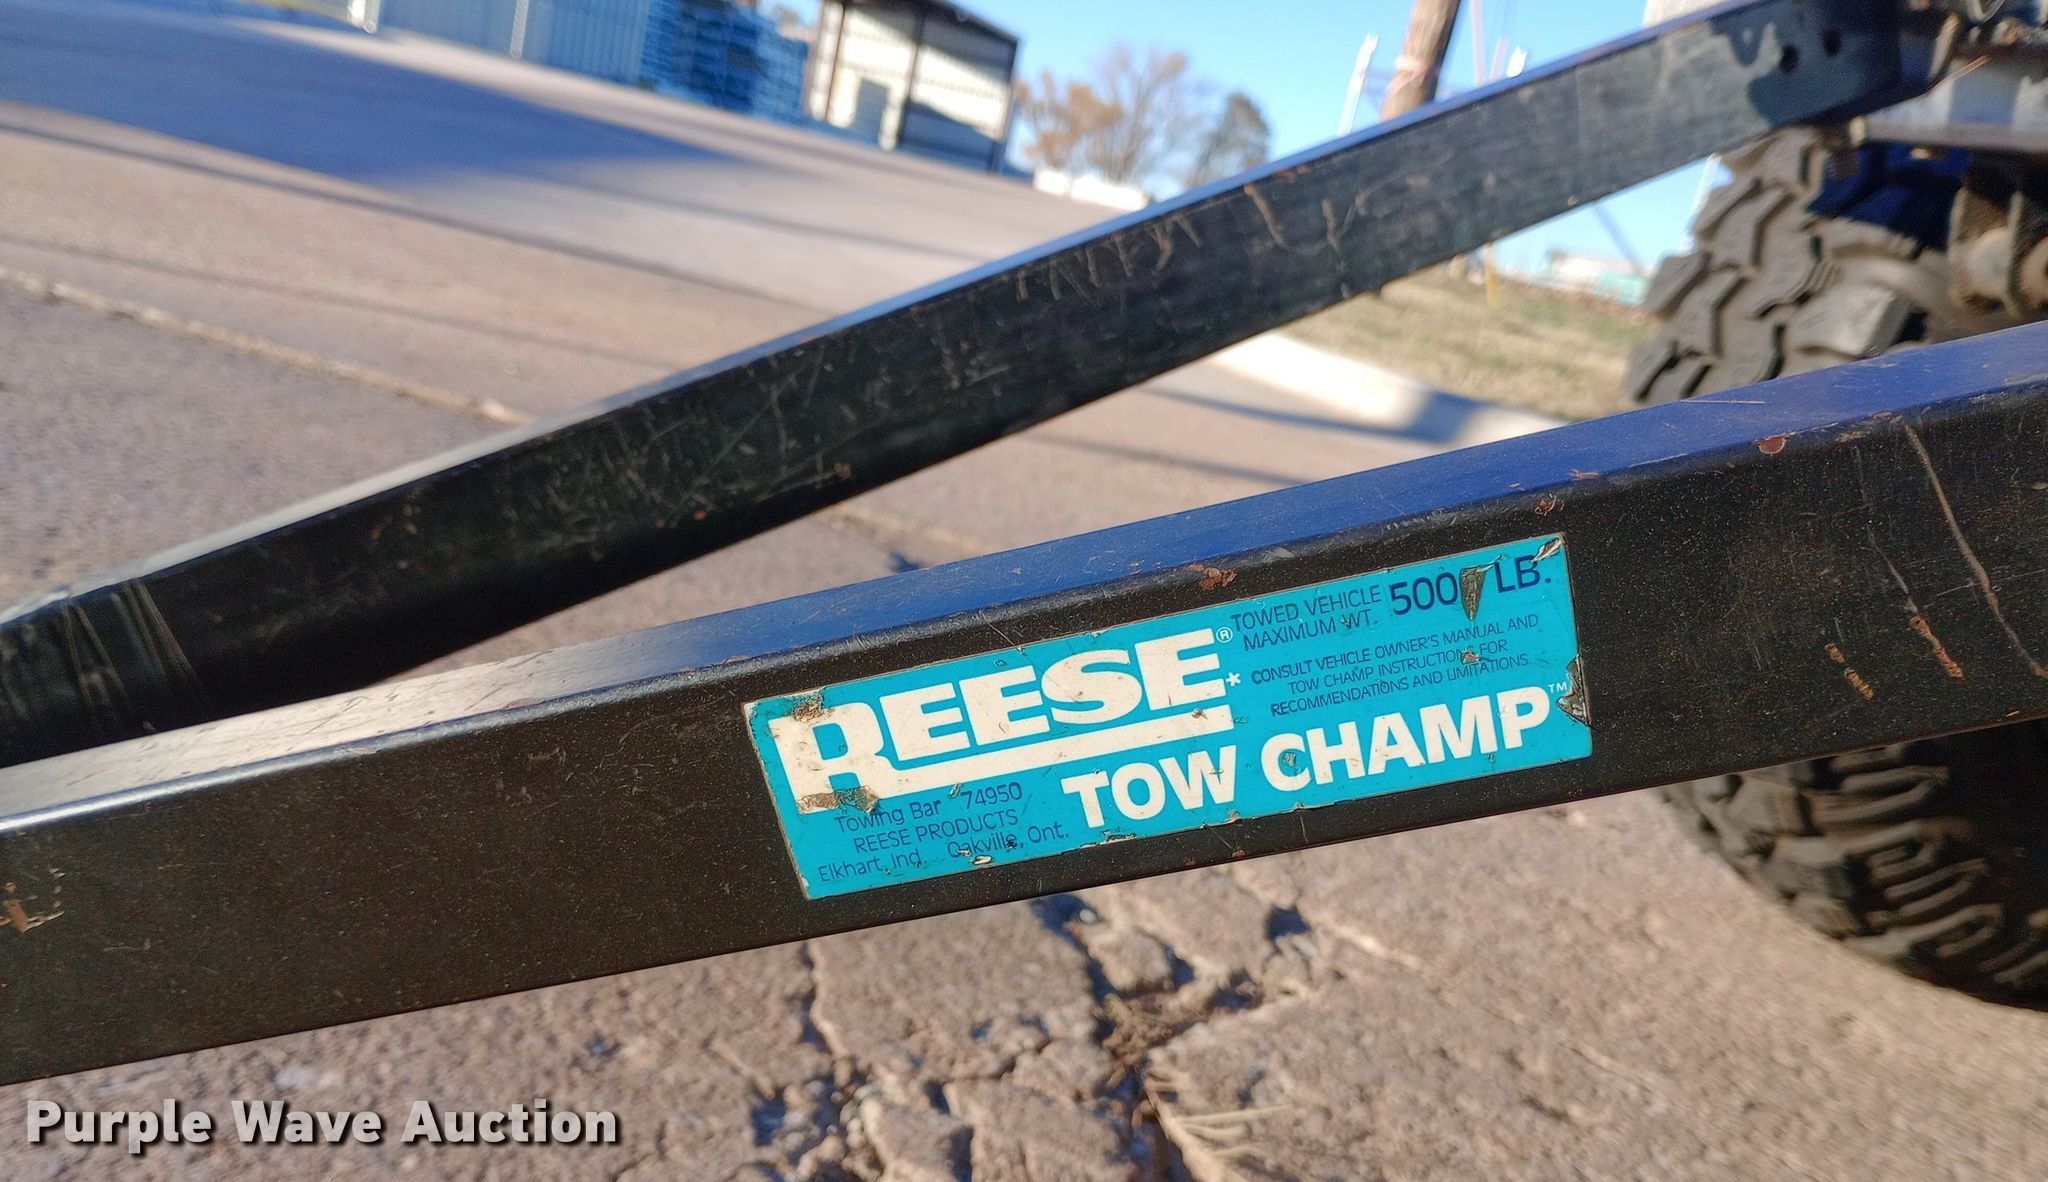 REESE®
TOWED VEHICLE
MAXIMUM WT. 500 LB.
* CONSULT VEHICLE OWNER'S MANUAL AND
TOW CHAMP INSTRUCTIONS FOR
RECOMMENDATIONS AND LIMITATIONS.
TOW CHAMP™
Towing Bar 74950
REESE PRODUCTS
Elkhart, Ind. Oakville, Ont.
Purple Wave Auction